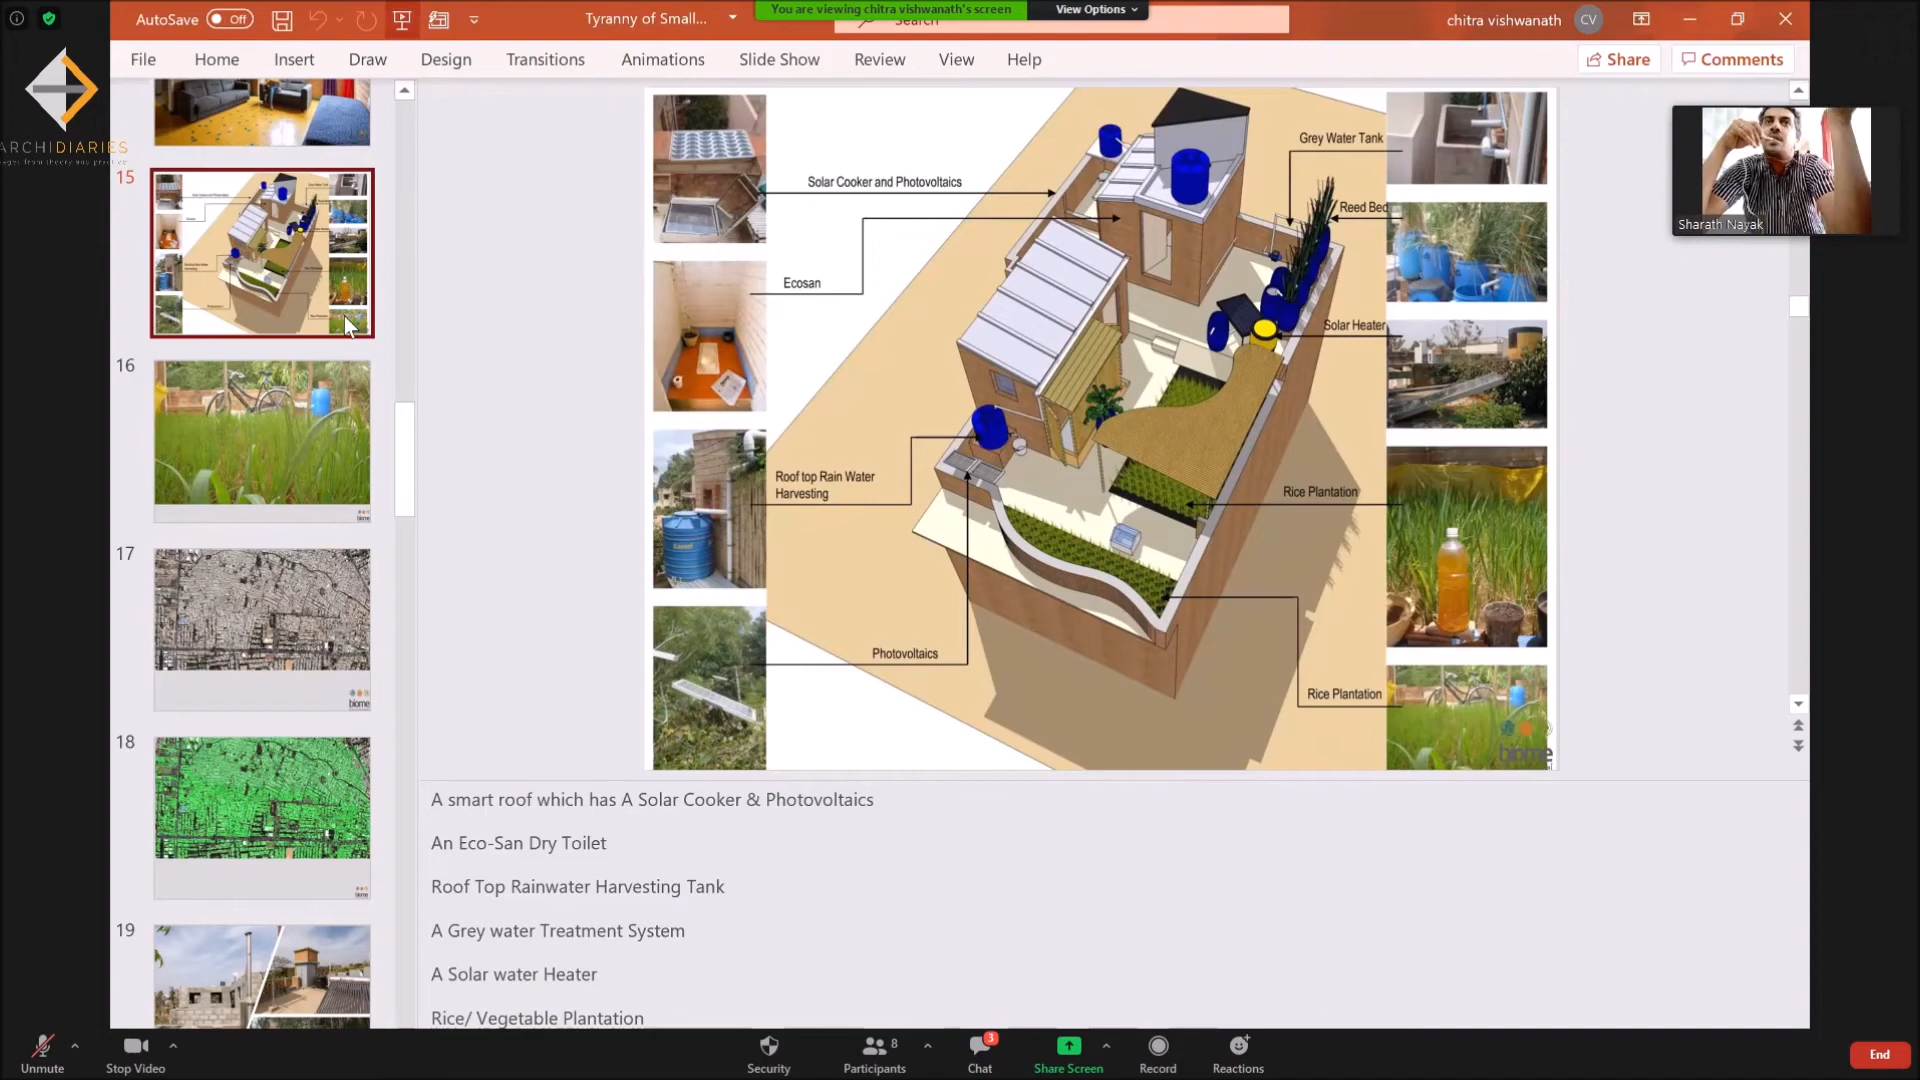 AutoSave
Off
Tyranny of Small...
You are viewing chitra vishwanath's screen
View Options
Search
chitra vishwanath
CV
File
Home
Insert
Draw
Design
Transitions
Animations
Slide Show
Review
View
Help
Share
Comments
ARCHIDIARIES
15
16
17
18
19
biome
Solar Cooker and Photovoltaics
Ecosan
Roof top Rain Water
Harvesting
Photovoltaics
Grey Water Tank
Reed Bed
Solar Heater
Rice Plantation
Rice Plantation
biome
Sharath Nayak
A smart roof which has A Solar Cooker & Photovoltaics
An Eco-San Dry Toilet
Roof Top Rainwater Harvesting Tank
A Grey water Treatment System
A Solar water Heater
Rice/ Vegetable Plantation
Unmute
Stop Video
Security
Participants
8
Chat
3
Share Screen
Record
Reactions
End